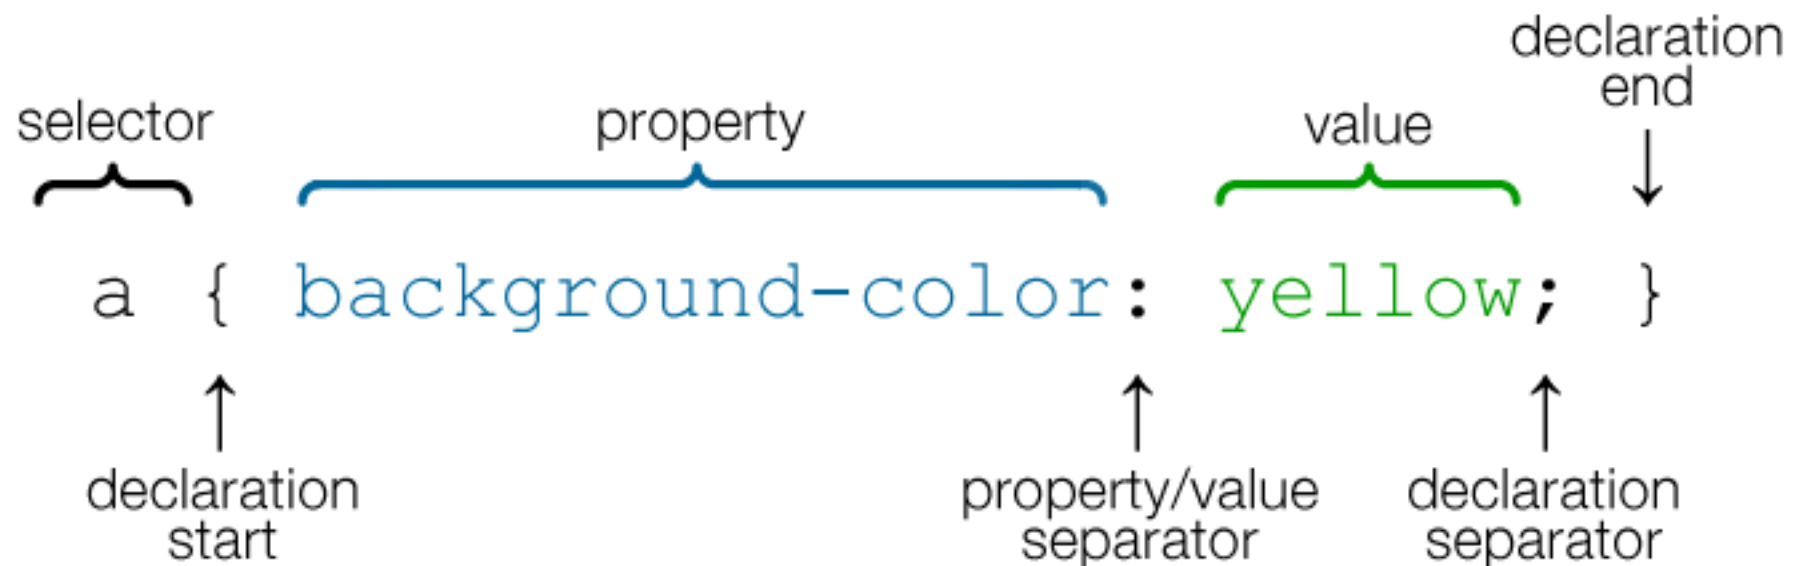 declaration
end
selector
property
value
a { background-color: yellow; }
declaration
start
property/value
separator
declaration
separator